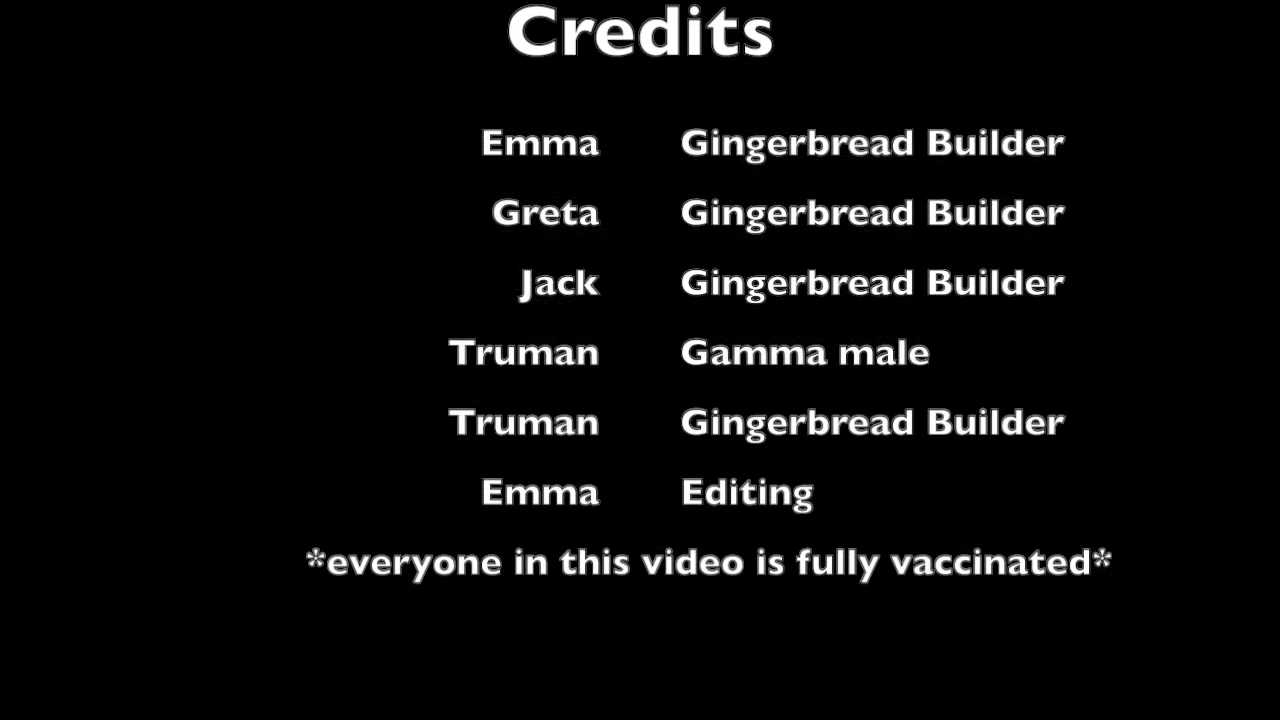 Credits
Emma Gingerbread Builder
Greta Gingerbread Builder
Jack Gingerbread Builder
Truman Gamma male
Truman Gingerbread Builder
Emma Editing
*everyone in this video is fully vaccinated*